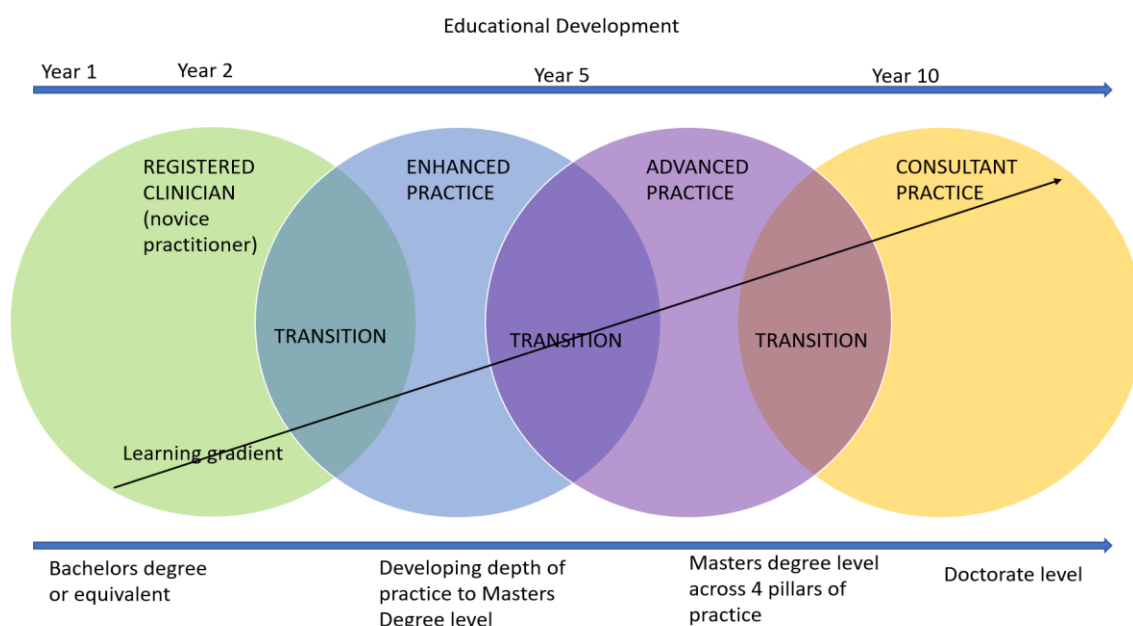 Educational Development
Year 1
Year 2
Year 5
Year 10
REGISTERED
CLINICIAN
(novice
practitioner)
ENHANCED
PRACTICE
ADVANCED
PRACTICE
CONSULTANT
PRACTICE
TRANSITION
TRANSITION
TRANSITION
Learning gradient
Bachelors degree
or equivalent
Developing depth of
practice to Masters
Degree level
Masters degree level
across 4 pillars of
practice
Doctorate level